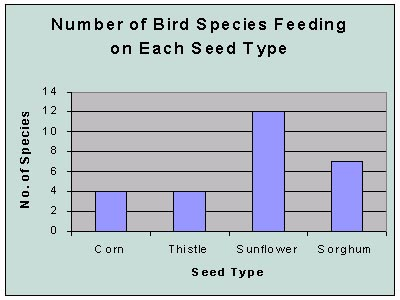 Number of Bird Species Feeding
on Each Seed Type
No. of Species
14
12
10
8
6
4
2
0
Corn Thistle Sunflower Sorghum
Seed Type